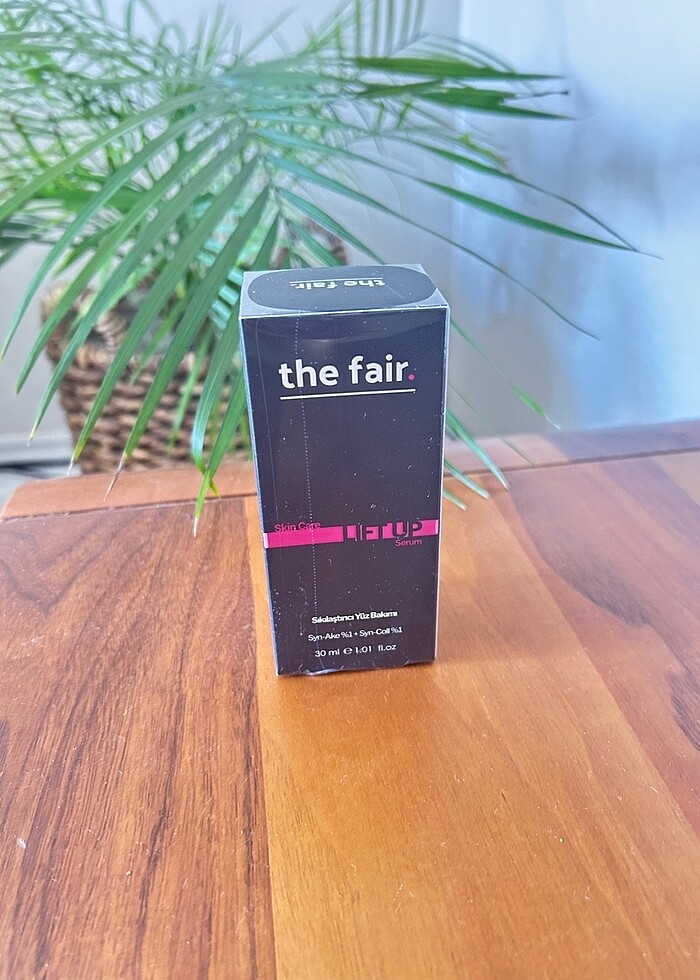 the fair.
the fair.
Skin Care
LIFT UP
Serum
Sıkılaştırıcı Yüz Bakımı
Syn-Ake %1 + Syn-Coll %1
30 ml ℮ 1.01 fl.oz